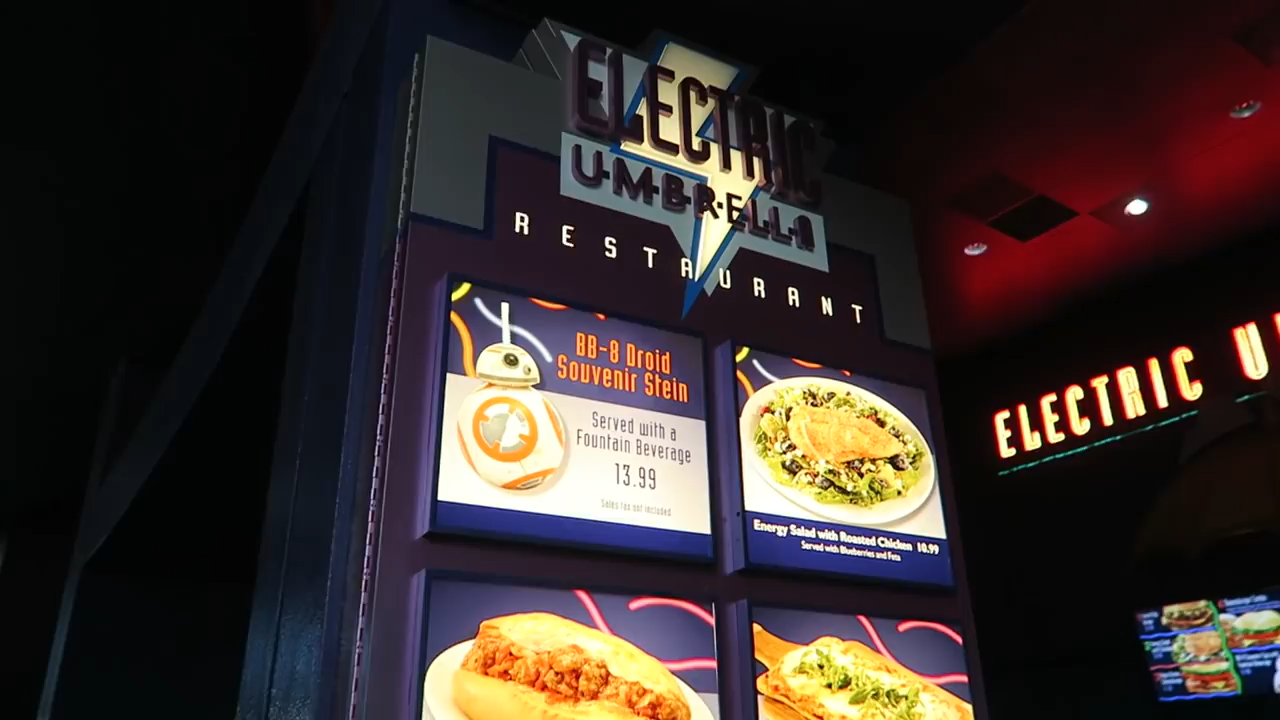 ELECTRIC
UMBRELLA
RESTAURANT
BB-8 Droid
Souvenir Stein
Served with a
Fountain Beverage
13.99
Sales tax not included.
Energy Salad with Roasted Chicken 10.99
Served with Blueberries and Feta
ELECTRIC U